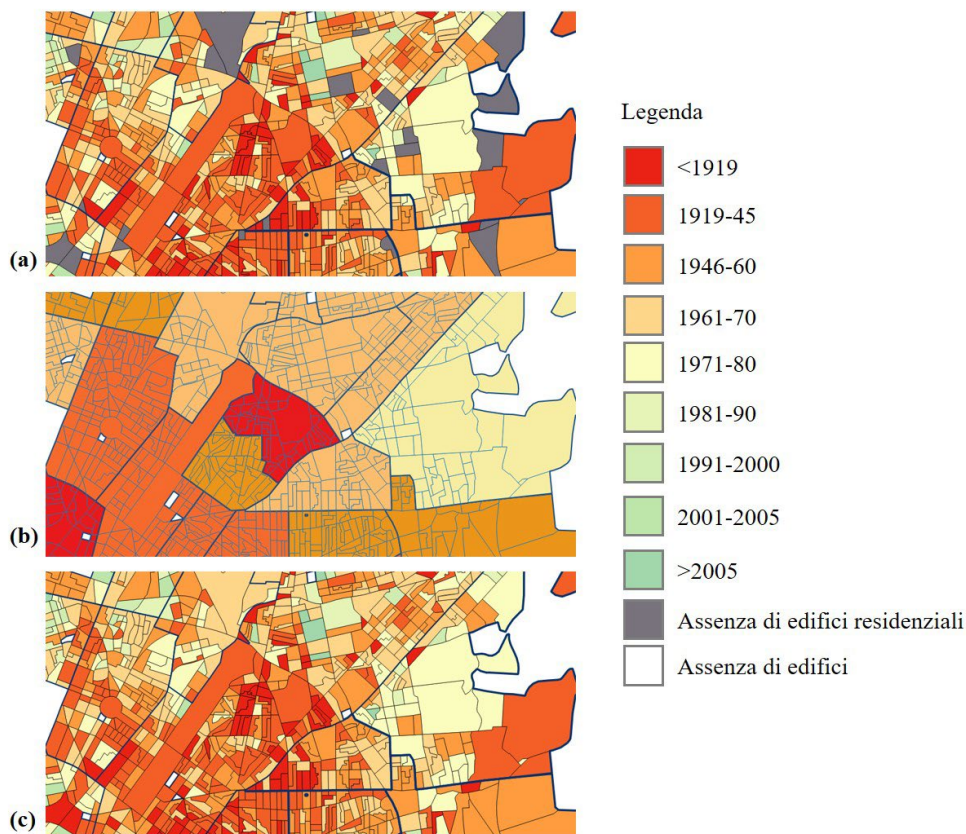 Legenda
<1919
1919-45
1946-60
1961-70
1971-80
1981-90
1991-2000
2001-2005
>2005
Assenza di edifici residenziali
Assenza di edifici
(a)
(b)
(c)